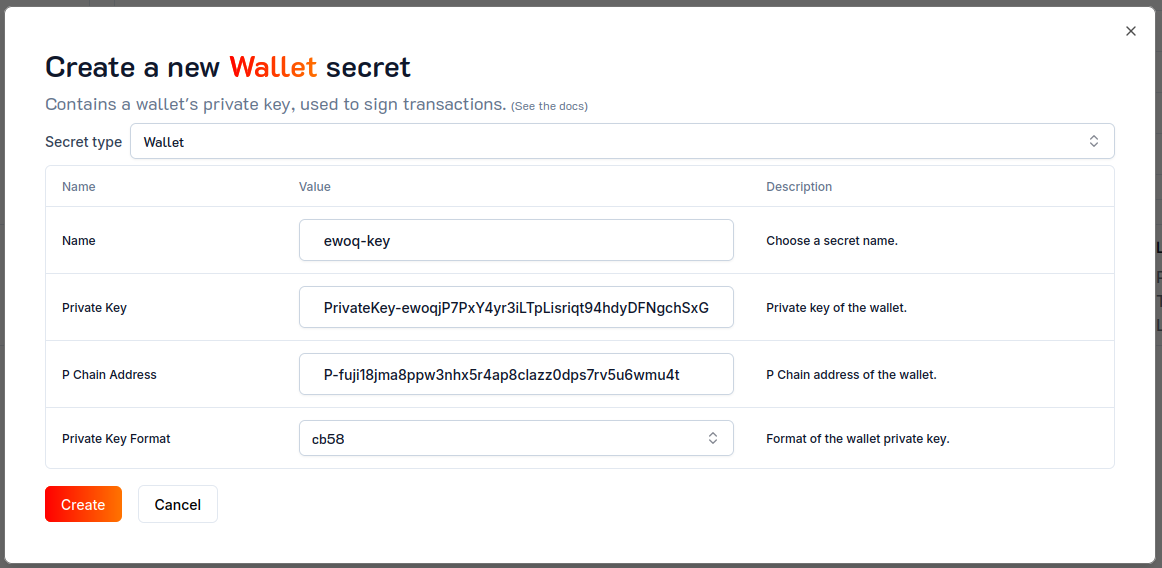 Create a new Wallet secret
Contains a wallet's private key, used to sign transactions. (See the docs)
Secret type Wallet
Name Value Description
Name ewoq-key Choose a secret name.
Private Key PrivateKey-ewoqjP7PxY4yr3iLTpLisriqt94hdyDFNgchSxG Private key of the wallet.
P Chain Address P-fuji18jma8ppw3nhx5r4ap8clazz0dps7rv5u6wmu4t P Chain address of the wallet.
Private Key Format cb58 Format of the wallet private key.
Create Cancel